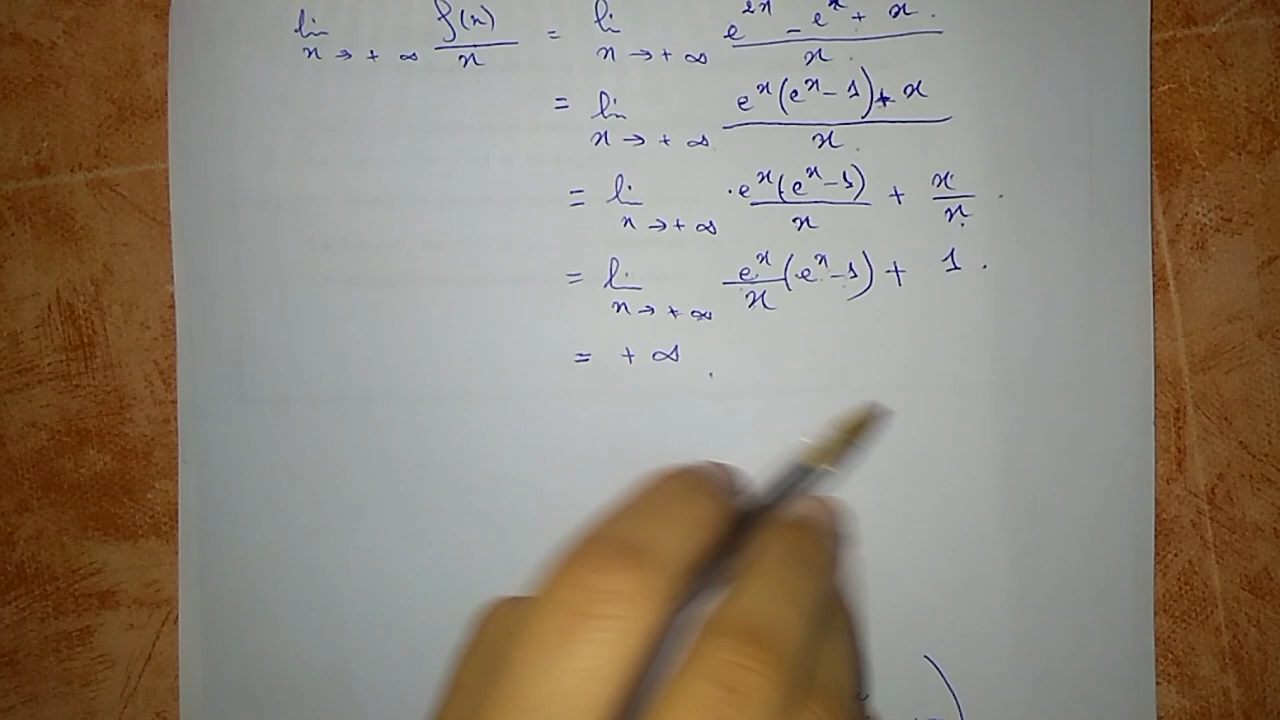 lim x→+∞ f(x)/x = lim x→+∞ (e^2x - e^x + x)/x
= lim x→+∞ (e^x(e^x - 1) + x)/x
= lim x→+∞ e^x(e^x - 1)/x + x/x
= lim x→+∞ e^x/x (e^x - 1) + 1.
= +∞